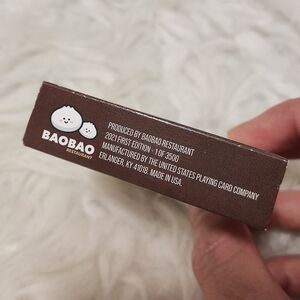 BAOBAO
RESTAURANT
PRODUCED BY BAOBAO RESTAURANT
2021 FIRST EDITION - 1 OF 3500
MANUFACTURED BY THE UNITED STATES PLAYING CARD COMPANY
ERLANGER, KY 41018. MADE IN USA.